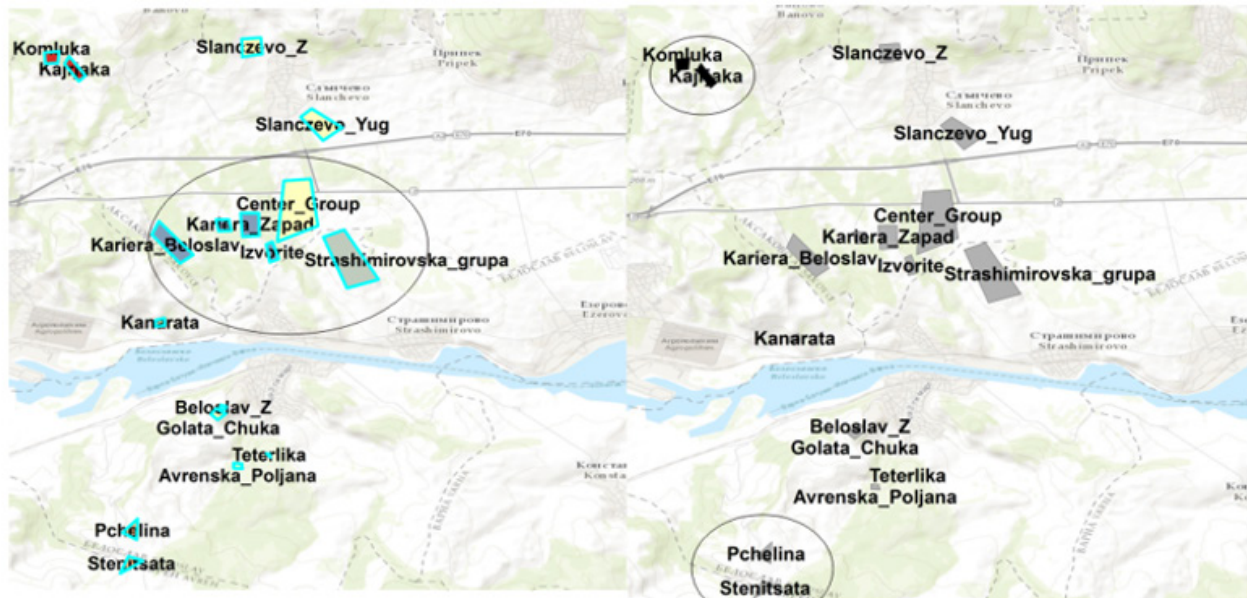 Komluka
Kajnaka
Slanczevo_Z
Припек
Pripek
Слънчево
Slanchevo
Slanczevo_Yug
E70
Center_Group
Kariera_Zapad
Kariera_Beloslav
Izvorite
Strashimirovska_grupa
Kanarata
Езерово
Ezerovo
Страшимирово
Strashimirovo
Beloslav_Z
Golata_Chuka
Teterlika
Avrenska_Poljana
Pchelina
Stenitsata
Banovo
Komluka
Kajnaka
Slanczevo_Z
Припек
Pripek
Слънчево
Slanchevo
Slanczevo_Yug
E70
Center_Group
Kariera_Zapad
Kariera_Beloslav
Izvorite
Strashimirovska_grupa
Kanarata
Страшимирово
Strashimirovo
Beloslav_Z
Golata_Chuka
Teterlika
Avrenska_Poljana
Pchelina
Stenitsata